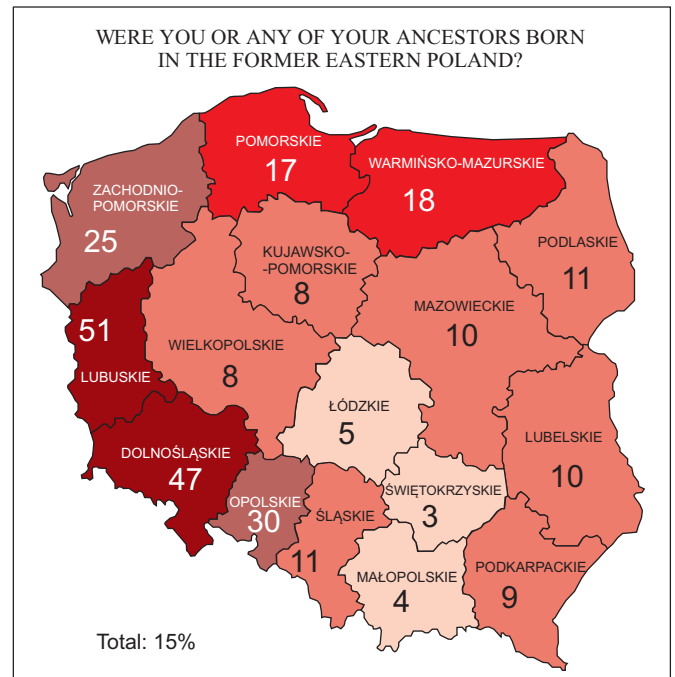 WERE YOU OR ANY OF YOUR ANCESTORS BORN
IN THE FORMER EASTERN POLAND?
POMORSKIE
17
WARMIŃSKO-MAZURSKIE
18
ZACHODNIO-
POMORSKIE
25
PODLASKIE
11
KUJAWSKO-
-POMORSKIE
8
MAZOWIECKIE
10
51
LUBUSKIE
WIELKOPOLSKIE
8
ŁÓDZKIE
5
LUBELSKIE
10
DOLNOŚLĄSKIE
47
OPOLSKIE
30
ŚLĄSKIE
11
ŚWIĘTOKRZYSKIE
3
MAŁOPOLSKIE
4
PODKARPACKIE
9
Total: 15%